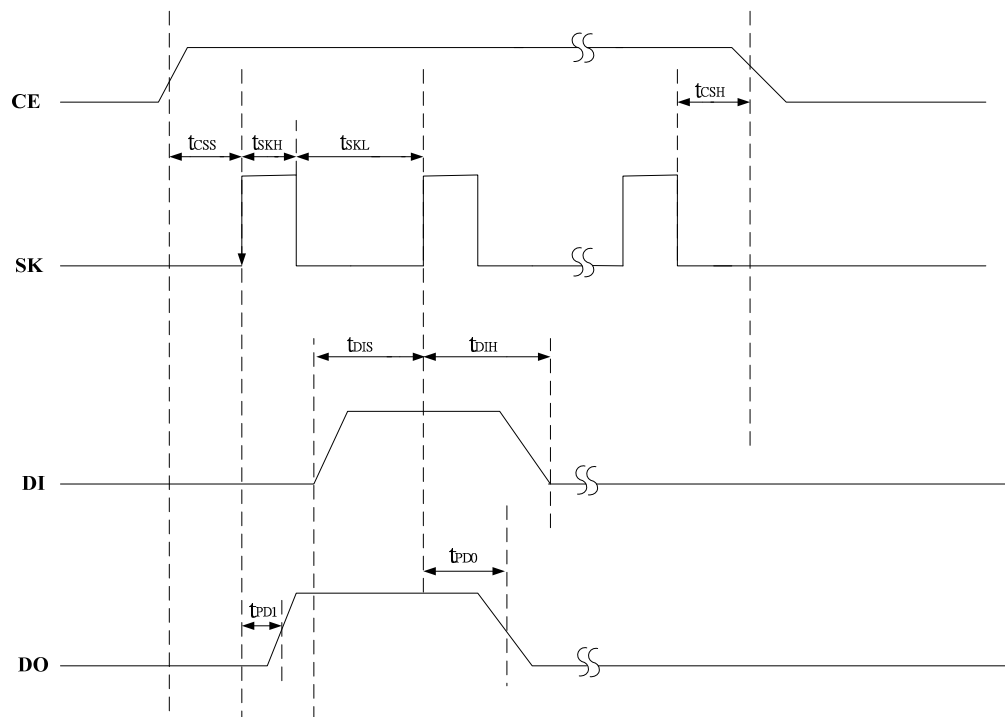 CE
tCSH
tCSS
tSKH
tSKL
SK
tDIS
tDIH
DI
tPD0
tPD1
DO